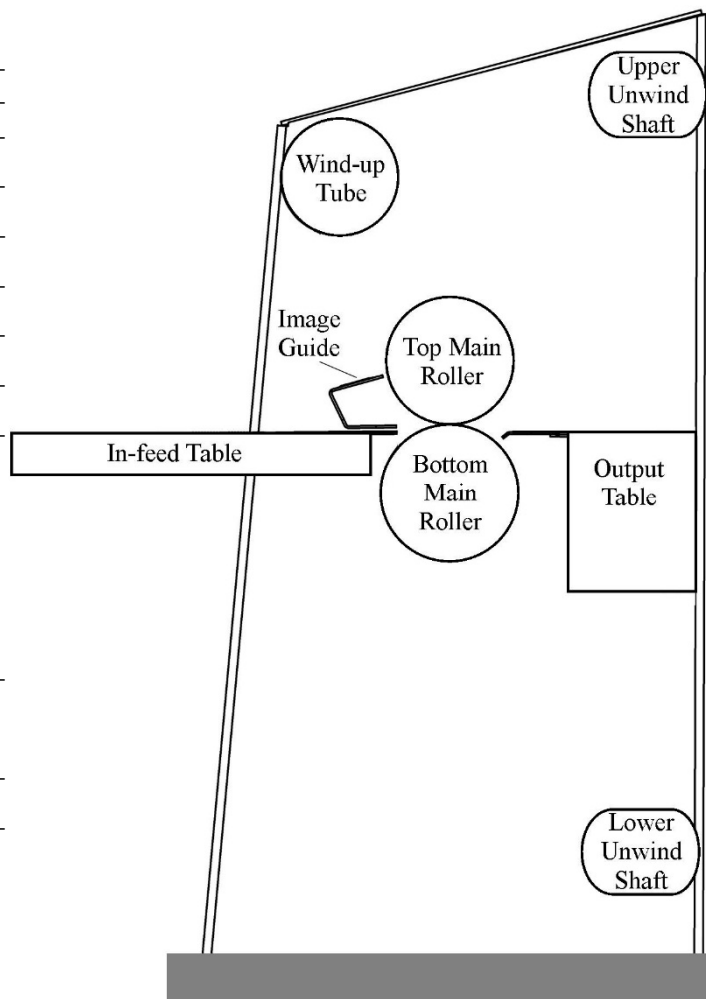 Upper
Unwind
Shaft
Wind-up
Tube
Image
Guide
Top Main
Roller
In-feed Table
Bottom
Main
Roller
Output
Table
Lower
Unwind
Shaft